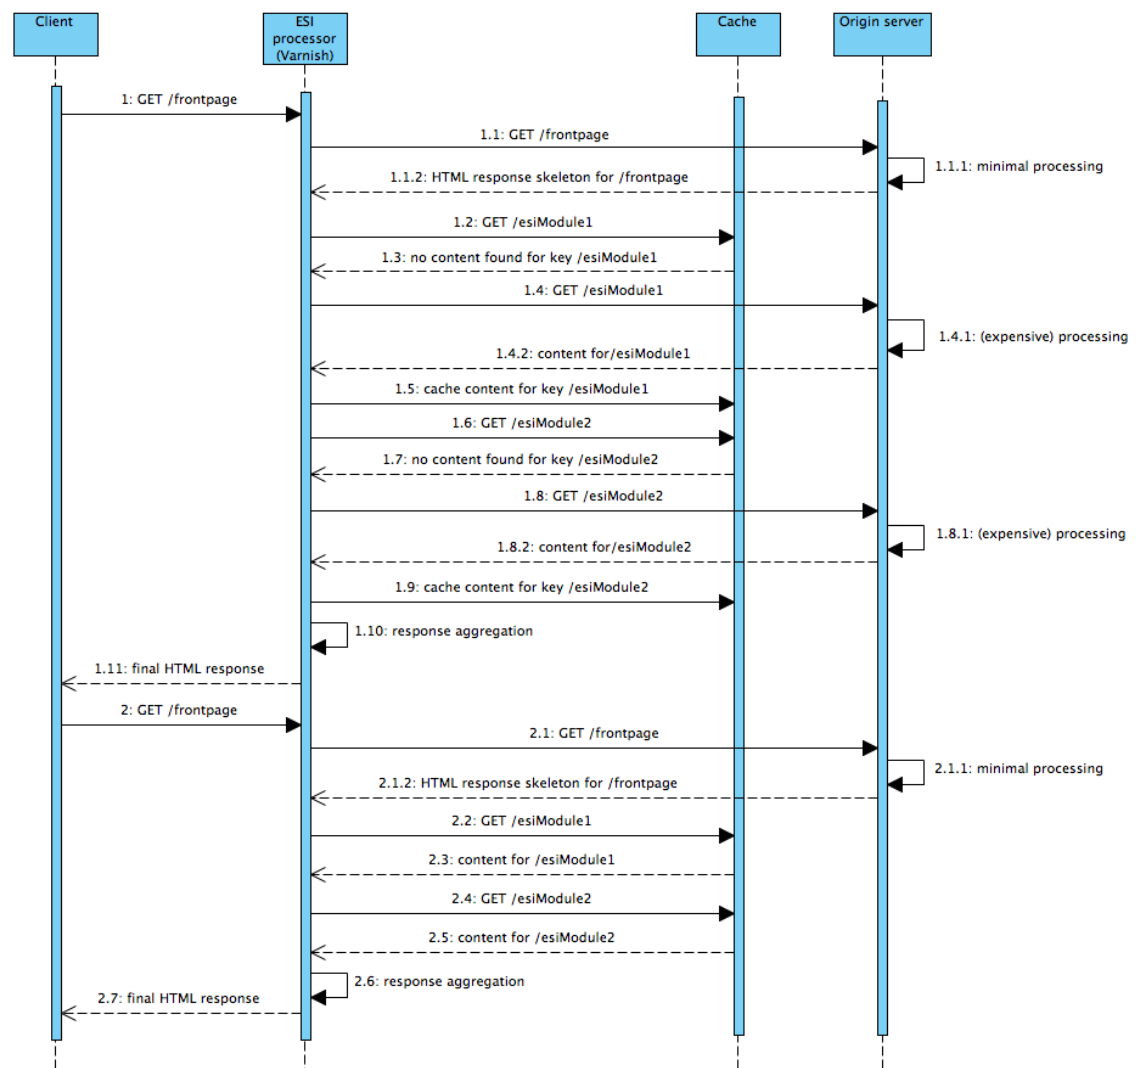 Client
ESI
processor
(Varnish)
Cache
Origin server
1: GET /frontpage
1.1: GET /frontpage
1.1.1: minimal processing
1.1.2: HTML response skeleton for /frontpage
1.2: GET /esiModule1
1.3: no content found for key /esiModule1
1.4: GET /esiModule1
1.4.1: (expensive) processing
1.4.2: content for/esiModule1
1.5: cache content for key /esiModule1
1.6: GET /esiModule2
1.7: no content found for key /esiModule2
1.8: GET /esiModule2
1.8.1: (expensive) processing
1.8.2: content for/esiModule2
1.9: cache content for key /esiModule2
1.10: response aggregation
1.11: final HTML response
2: GET /frontpage
2.1: GET /frontpage
2.1.1: minimal processing
2.1.2: HTML response skeleton for /frontpage
2.2: GET /esiModule1
2.3: content for /esiModule1
2.4: GET /esiModule2
2.5: content for /esiModule2
2.6: response aggregation
2.7: final HTML response